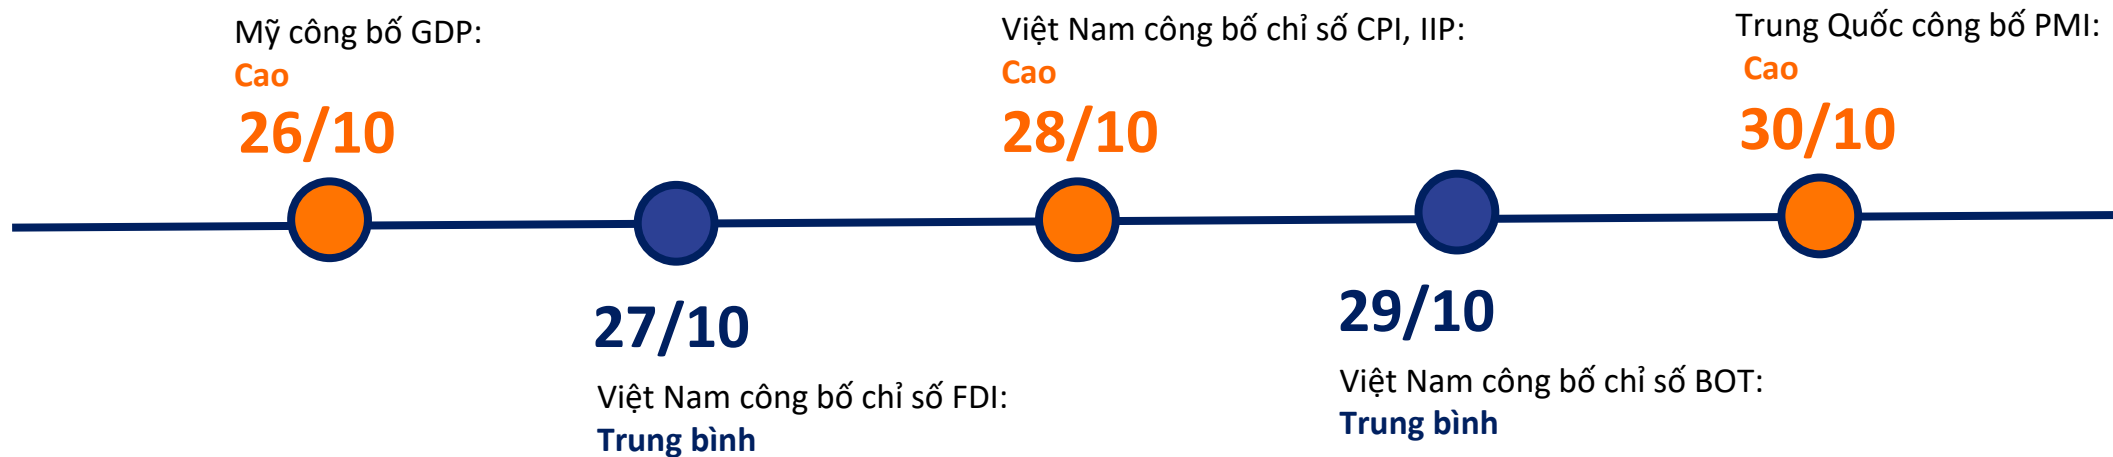 Mỹ công bố GDP:
Cao
26/10
27/10
Việt Nam công bố chỉ số FDI:
Trung bình
Việt Nam công bố chỉ số CPI, IIP:
Cao
28/10
29/10
Việt Nam công bố chỉ số BOT:
Trung bình
Trung Quốc công bố PMI:
Cao
30/10